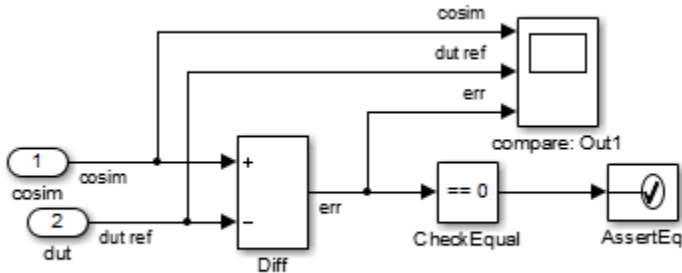 cosim
dut ref
err
compare: Out1
1
cosim
cosim
+
2
dut ref
dut
−
Diff
err
== 0
CheckEqual
AssertEq